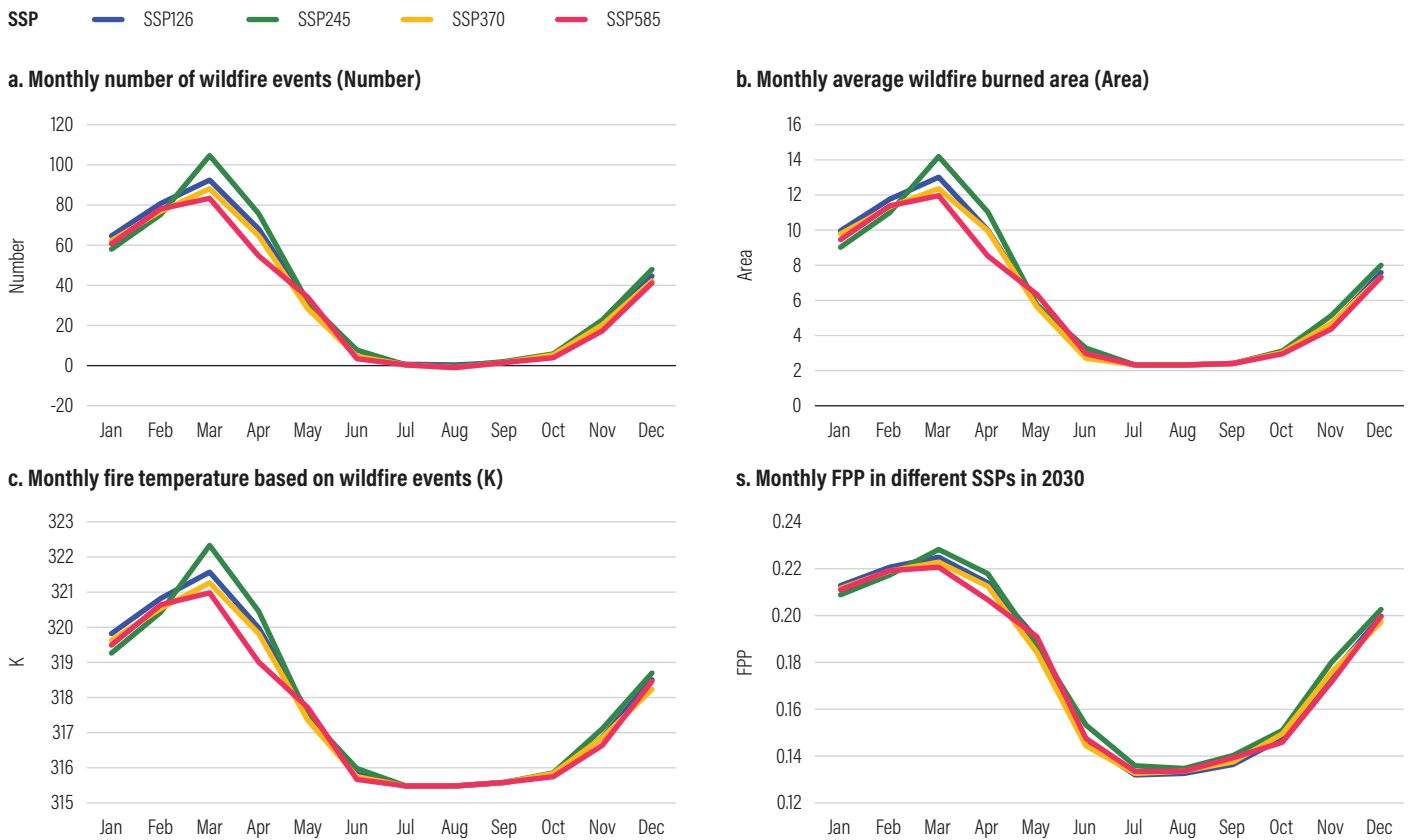 SSP SSP126 SSP245 SSP370 SSP585
a. Monthly number of wildfire events (Number)
120
100
80
60
40
20
0
-20
Number
Jan Feb Mar Apr May Jun Jul Aug Sep Oct Nov Dec
b. Monthly average wildfire burned area (Area)
16
14
12
10
8
6
4
2
0
Area
Jan Feb Mar Apr May Jun Jul Aug Sep Oct Nov Dec
c. Monthly fire temperature based on wildfire events (K)
323
322
321
320
319
318
317
316
315
K
Jan Feb Mar Apr May Jun Jul Aug Sep Oct Nov Dec
s. Monthly FPP in different SSPs in 2030
0.24
0.22
0.20
0.18
0.16
0.14
0.12
FPP
Jan Feb Mar Apr May Jun Jul Aug Sep Oct Nov Dec